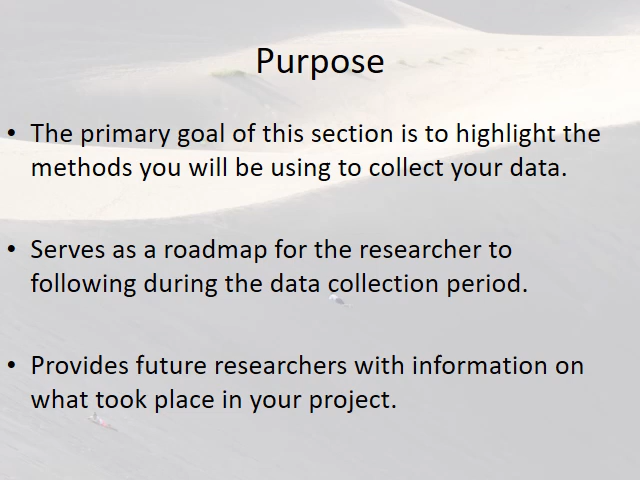 Purpose
• The primary goal of this section is to highlight the
methods you will be using to collect your data.
• Serves as a roadmap for the researcher to
following during the data collection period.
• Provides future researchers with information on
what took place in your project.